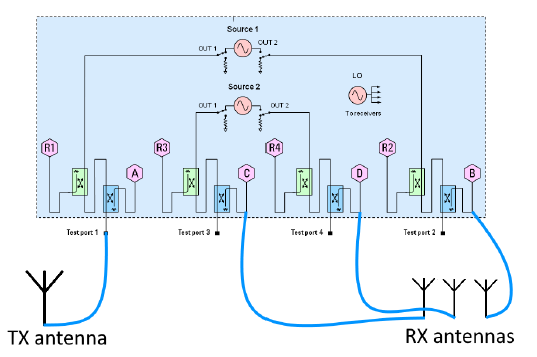 Source 1
OUT 1
OUT 2
Source 2
OUT 1
OUT 2
LO
To receivers
R1
R3
R4
R2
A
C
D
B
Test port 1
Test port 3
Test port 4
Test port 2
TX antenna
RX antennas